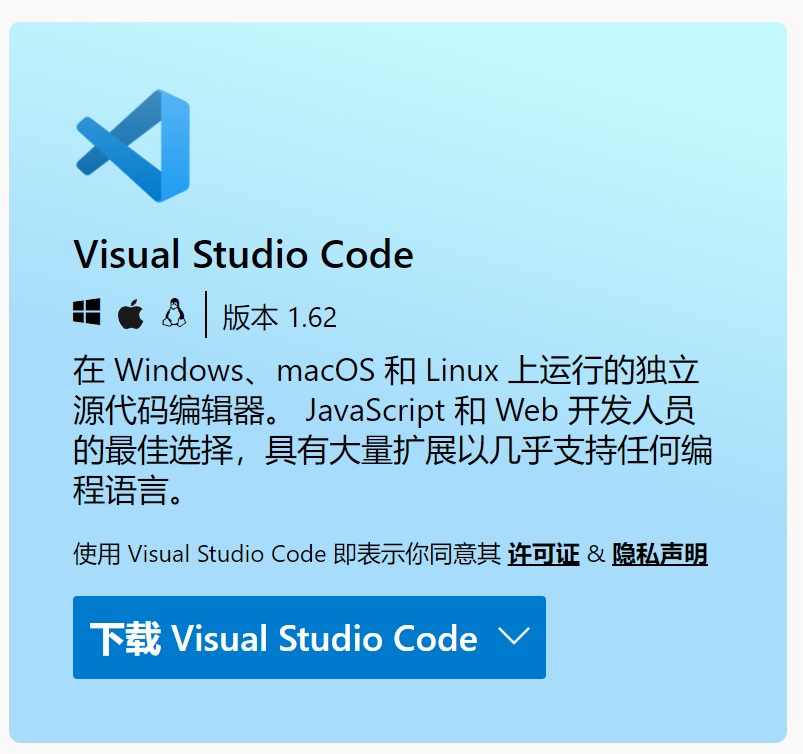 Visual Studio Code
版本 1.62
在 Windows、macOS 和 Linux 上运行的独立
源代码编辑器。 JavaScript 和 Web 开发人员
的最佳选择，具有大量扩展以几乎支持任何编
程语言。
使用 Visual Studio Code 即表示你同意其 许可证 & 隐私声明
下载 Visual Studio Code